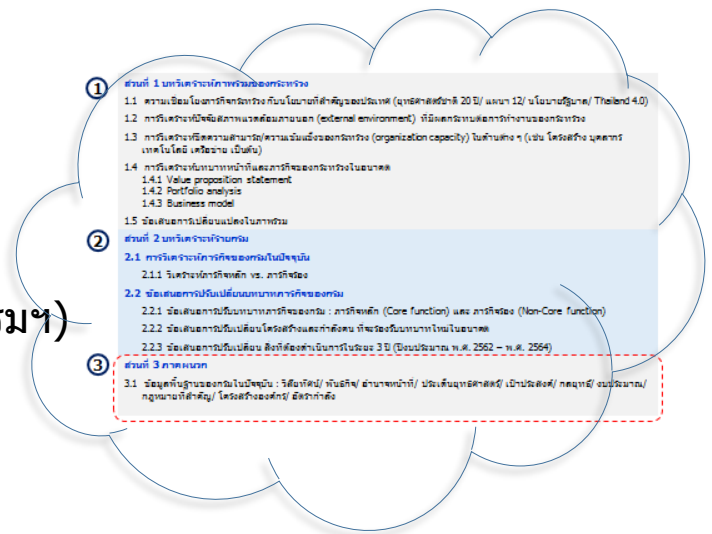 ① ส่วนที่ 1 บทวิเคราะห์ภาพรวมของกระทรวง
1.1 ความเชื่อมโยงภารกิจกระทรวง กับนโยบายที่สำคัญของประเทศ (ยุทธศาสตร์ชาติ 20 ปี/ แผนฯ 12/ นโยบายรัฐบาล/ Thailand 4.0)
1.2 การวิเคราะห์ปัจจัยสภาพแวดล้อมภายนอก (external environment) ที่มีผลกระทบต่อการทำงานของกระทรวง
1.3 การวิเคราะห์ขีดความสามารถ/ความเข้มแข็งของกระทรวง (organization capacity) ในด้านต่าง ๆ (เช่น โครงสร้าง บุคลากร
เทคโนโลยี เครือข่าย เป็นต้น)
1.4 การวิเคราะห์บทบาทหน้าที่และภารกิจของกระทรวงในอนาคต
1.4.1 Value proposition statement
1.4.2 Portfolio analysis
1.4.3 Business model
1.5 ข้อเสนอการเปลี่ยนแปลงในภาพรวม
② ส่วนที่ 2 บทวิเคราะห์รายกรม
2.1 การวิเคราะห์ภารกิจของกรมในปัจจุบัน
2.1.1 วิเคราะห์ภารกิจหลัก vs. ภารกิจรอง
2.2 ข้อเสนอการปรับเปลี่ยนบทบาทภารกิจของกรม
2.2.1 ข้อเสนอการปรับบทบาทภารกิจของกรม : ภารกิจหลัก (Core function) และ ภารกิจรอง (Non-Core function)
รมฯ)
2.2.2 ข้อเสนอการปรับเปลี่ยนโครงสร้างและกำลังคน ที่จะรองรับบทบาทใหม่ในอนาคต
2.2.3 ข้อเสนอการปรับเปลี่ยน สิ่งที่ต้องดำเนินการในระยะ 3 ปี (ปีงบประมาณ พ.ศ. 2562 – พ.ศ. 2564)
③ ส่วนที่ 3 ภาคผนวก
3.1 ข้อมูลพื้นฐานของกรมในปัจจุบัน : วิสัยทัศน์/ พันธกิจ/ อำนาจหน้าที่/ ประเด็นยุทธศาสตร์/ เป้าประสงค์/ กลยุทธ์/ งบประมาณ/
กฎหมายที่สำคัญ/ โครงสร้างองค์กร/ อัตรากำลัง